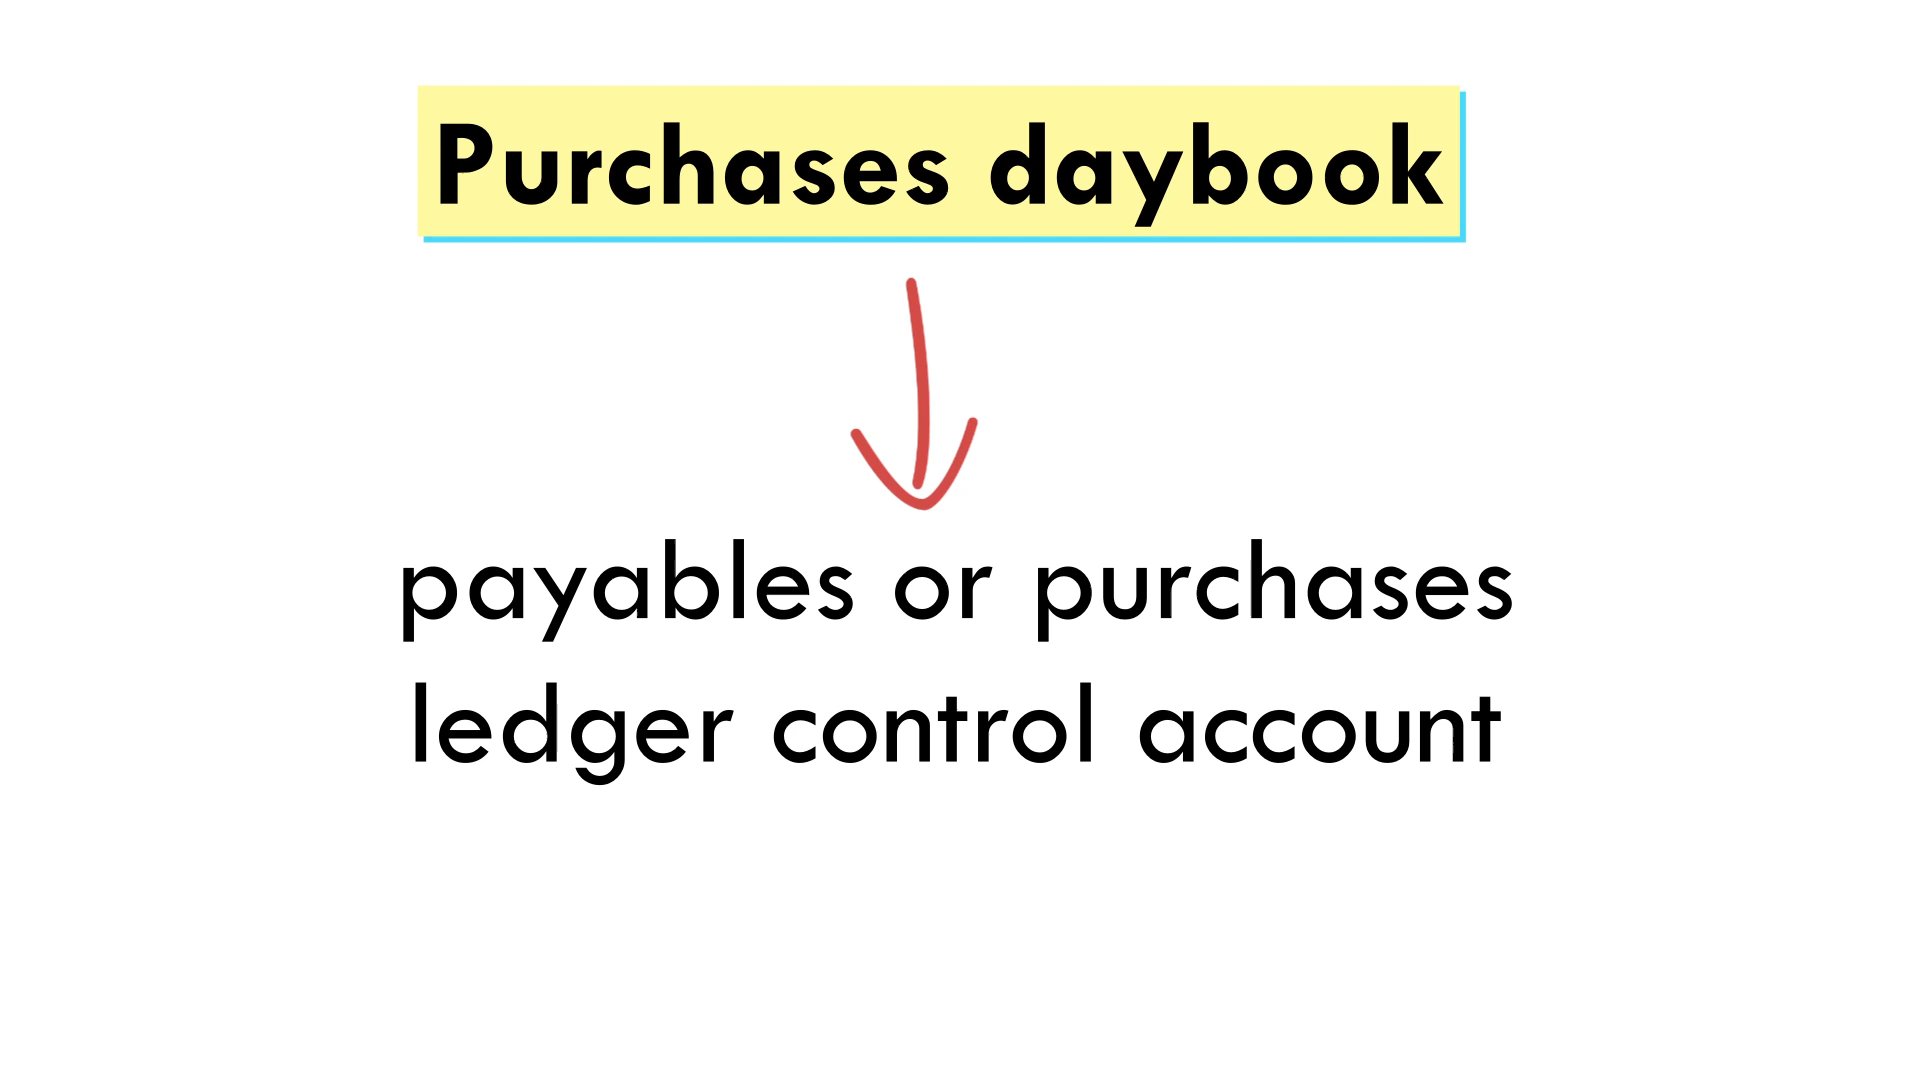 Purchases daybook
payables or purchases
ledger control account